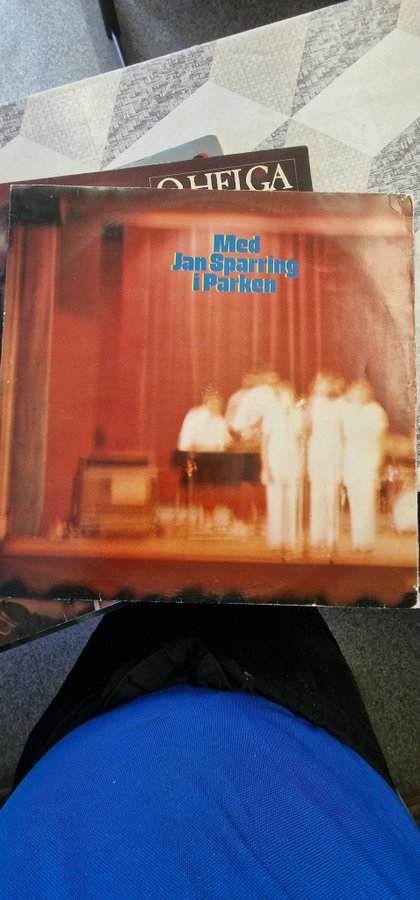 O HELGA
Med
Jan Sparring
i Parken